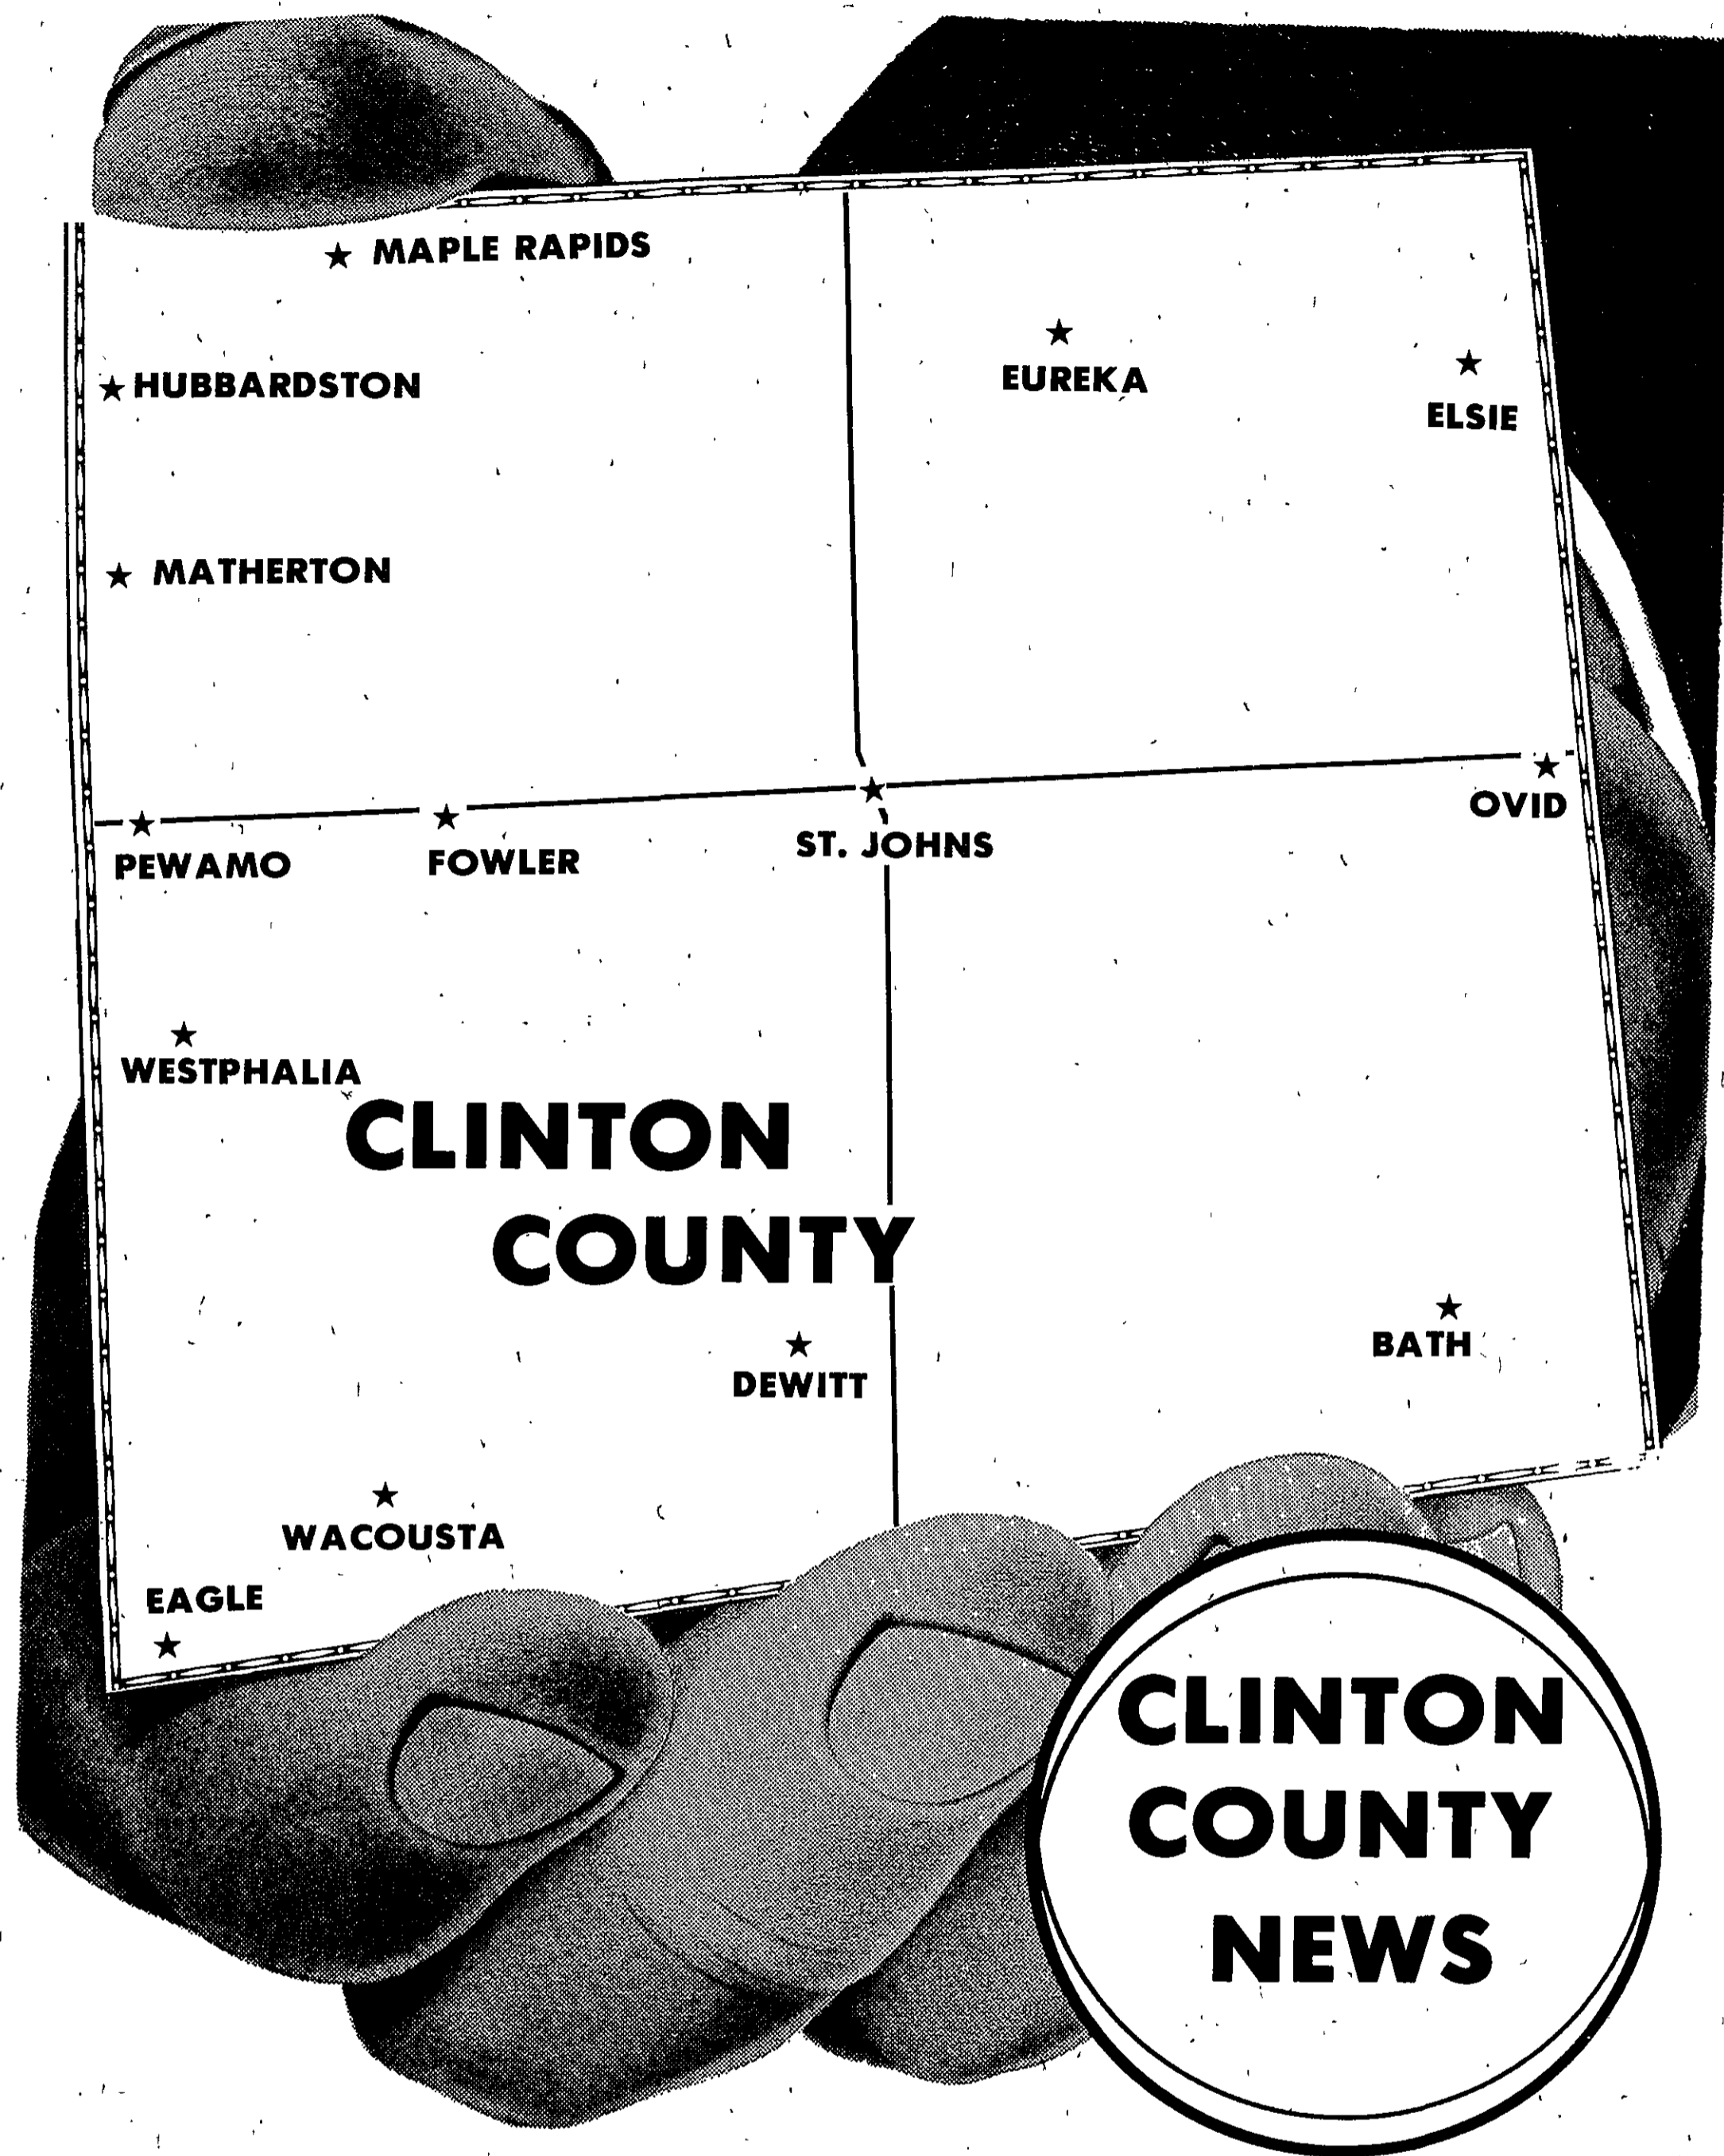 MAPLE RAPIDS
HUBBARDSTON
EUREKA
ELSIE
MATHERTON
OVID
PEWAMO
FOWLER
ST. JOHNS
WESTPHALIA
CLINTON
COUNTY
BATH
DEWITT
WACOUSTA
EAGLE
CLINTON
COUNTY
NEWS